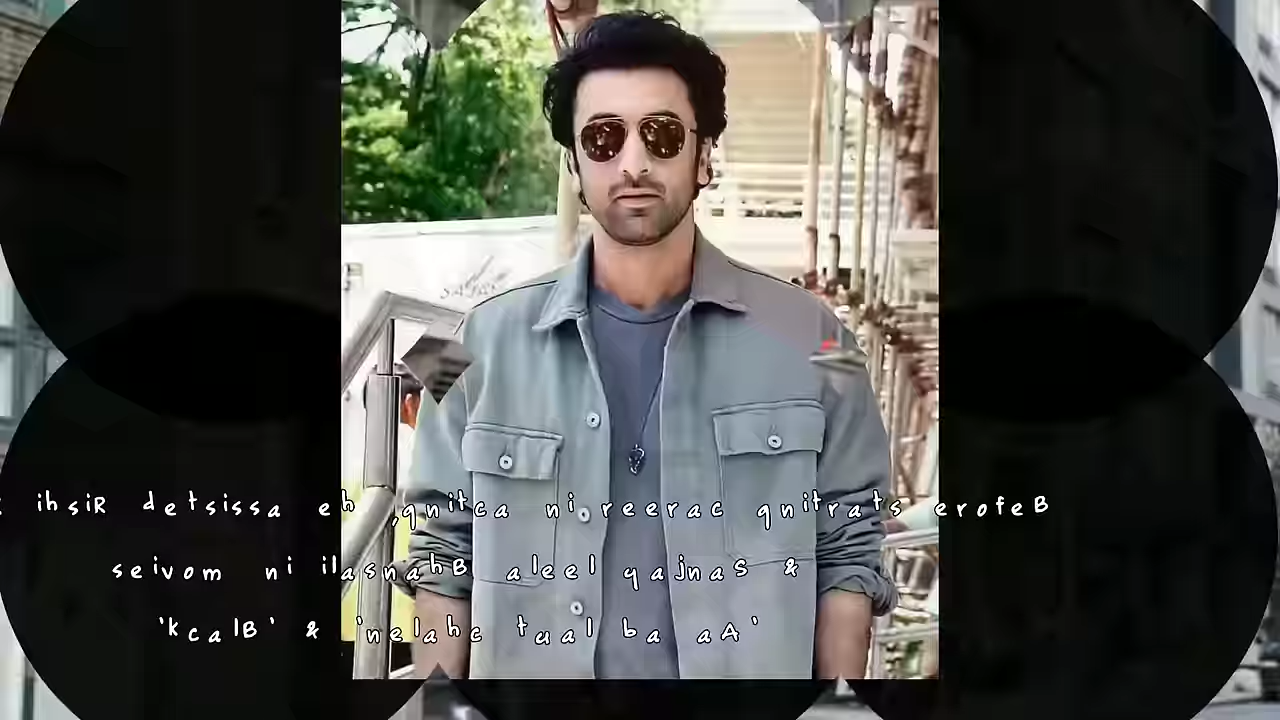 ihsiR detsissa eh ,gnitca ni reerac gnitrats erofeB
seivom ni ilasnahB aleel yajnaS &
'kcalB' & 'nelahc tual ba aA'